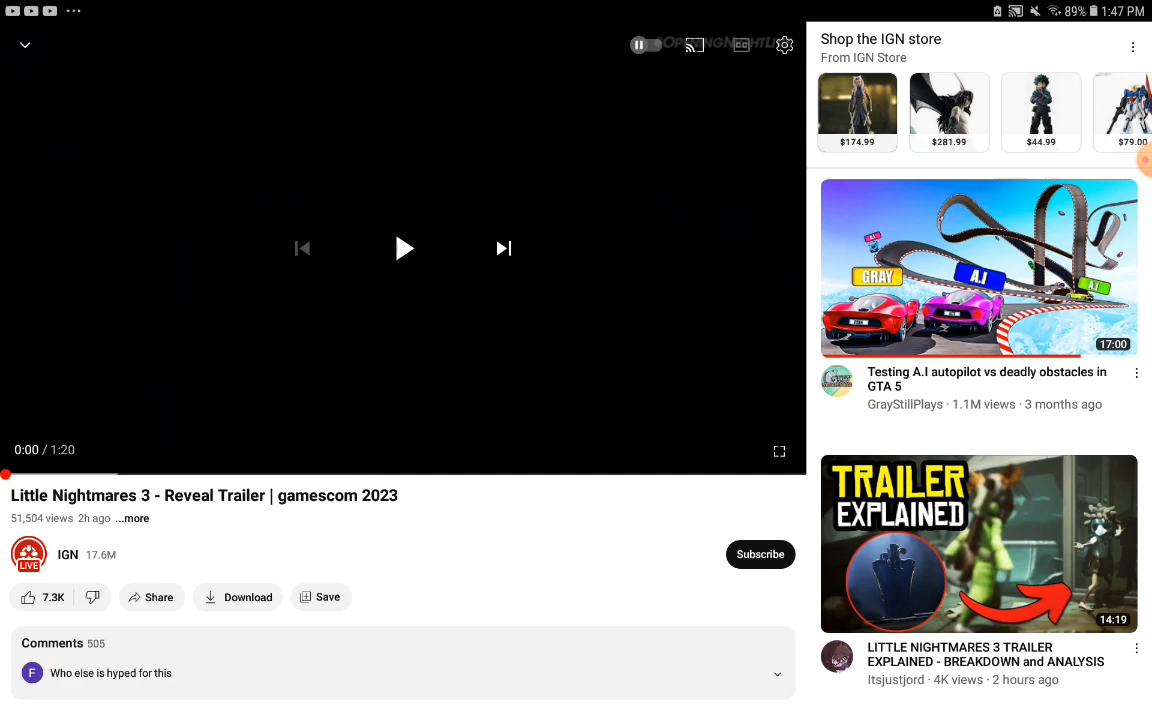 89% 1:47 PM
#OPENINGNIGHTLI
CC
0:00 / 1:20
Little Nightmares 3 - Reveal Trailer | gamescom 2023
51,504 views 2h ago ...more
LIVE
IGN 17.6M
Subscribe
7.3K Share Download Save
Comments 505
F Who else is hyped for this
Shop the IGN store
From IGN Store
$174.99 $281.99 $44.99 $79.00
A.I
GRAY A.I A.I
17:00
Testing A.I autopilot vs deadly obstacles in
GTA 5
GrayStillPlays · 1.1M views · 3 months ago
TRAILER
EXPLAINED
14:19
LITTLE NIGHTMARES 3 TRAILER
EXPLAINED - BREAKDOWN and ANALYSIS
Itsjustjord · 4K views · 2 hours ago